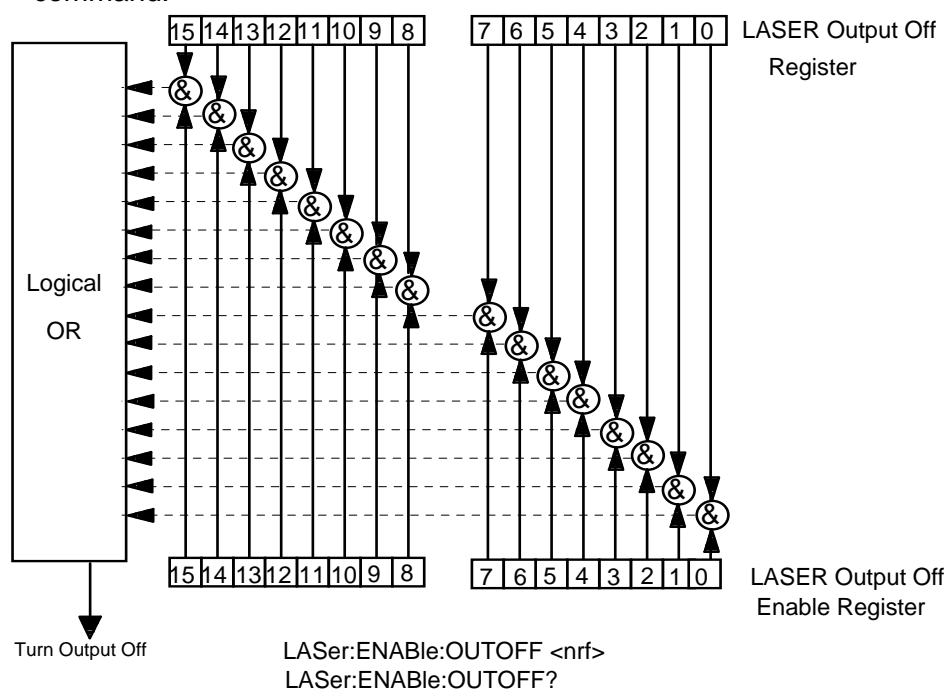 command.
15 14 13 12 11 10 9 8 7 6 5 4 3 2 1 0 LASER Output Off
Register
&
&
&
&
&
&
&
&
Logical
OR
&
&
&
&
&
&
&
&
15 14 13 12 11 10 9 8 7 6 5 4 3 2 1 0 LASER Output Off
Enable Register
Turn Output Off
LASer:ENABle:OUTOFF <nrf>
LASer:ENABle:OUTOFF?